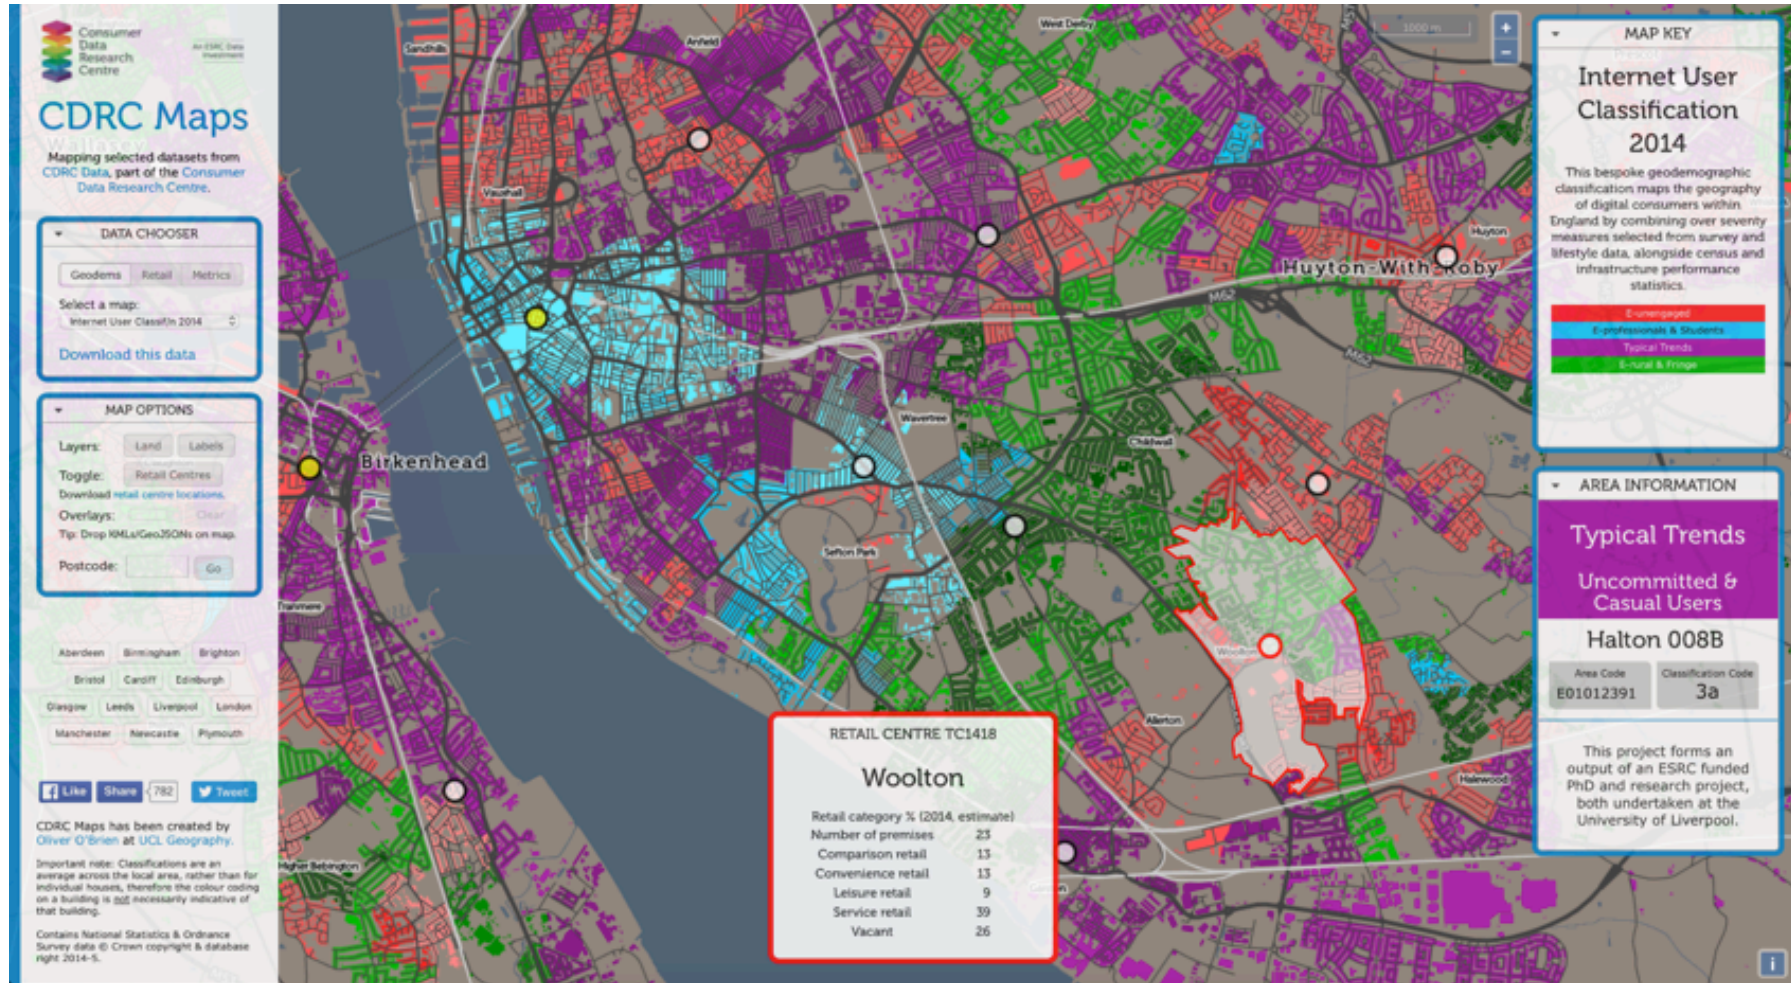 Consumer
Data
Research
Centre
An ESRC Data
Investment
CDRC Maps
Mapping selected datasets from
CDRC Data, part of the Consumer
Data Research Centre.
DATA CHOOSER
Geodems Retail Metrics
Select a map:
Internet User Classif/n 2014
Download this data
MAP OPTIONS
Layers: Land Labels
Toggle: Retail Centres
Download retail centre locations.
Overlays: Clear
Tip: Drop KMLs/GeoJSONs on map.
Postcode: Go
Aberdeen Birmingham Brighton
Bristol Cardiff Edinburgh
Glasgow Leeds Liverpool London
Manchester Newcastle Plymouth
Like Share 782 Tweet
CDRC Maps has been created by
Oliver O'Brien at UCL Geography.
Important note: Classifications are an
average across the local area, rather than for
individual houses, therefore the colour coding
on a building is not necessarily indicative of
that building.
Contains National Statistics & Ordnance
Survey data © Crown copyright & database
right 2014-5.
Sandhills
Anfield
West Derby
1000 m
+
−
Vauxhall
Huyton
Huyton-With-Roby
M62
M62
Wavertree
Childwall
Birkenhead
Sefton Park
Tranmere
Woolton
Allerton
Halewood
Higher Bebington
Garston
RETAIL CENTRE TC1418
Woolton
Retail category % (2014, estimate)
Number of premises 23
Comparison retail 13
Convenience retail 13
Leisure retail 9
Service retail 39
Vacant 26
MAP KEY
Internet User
Classification
2014
This bespoke geodemographic
classification maps the geography
of digital consumers within
England by combining over seventy
measures selected from survey and
lifestyle data, alongside census and
infrastructure performance
statistics.
E-unengaged
E-professionals & Students
Typical Trends
E-rural & Fringe
AREA INFORMATION
Typical Trends
Uncommitted &
Casual Users
Halton 008B
Area Code
E01012391
Classification Code
3a
This project forms an
output of an ESRC funded
PhD and research project,
both undertaken at the
University of Liverpool.
i